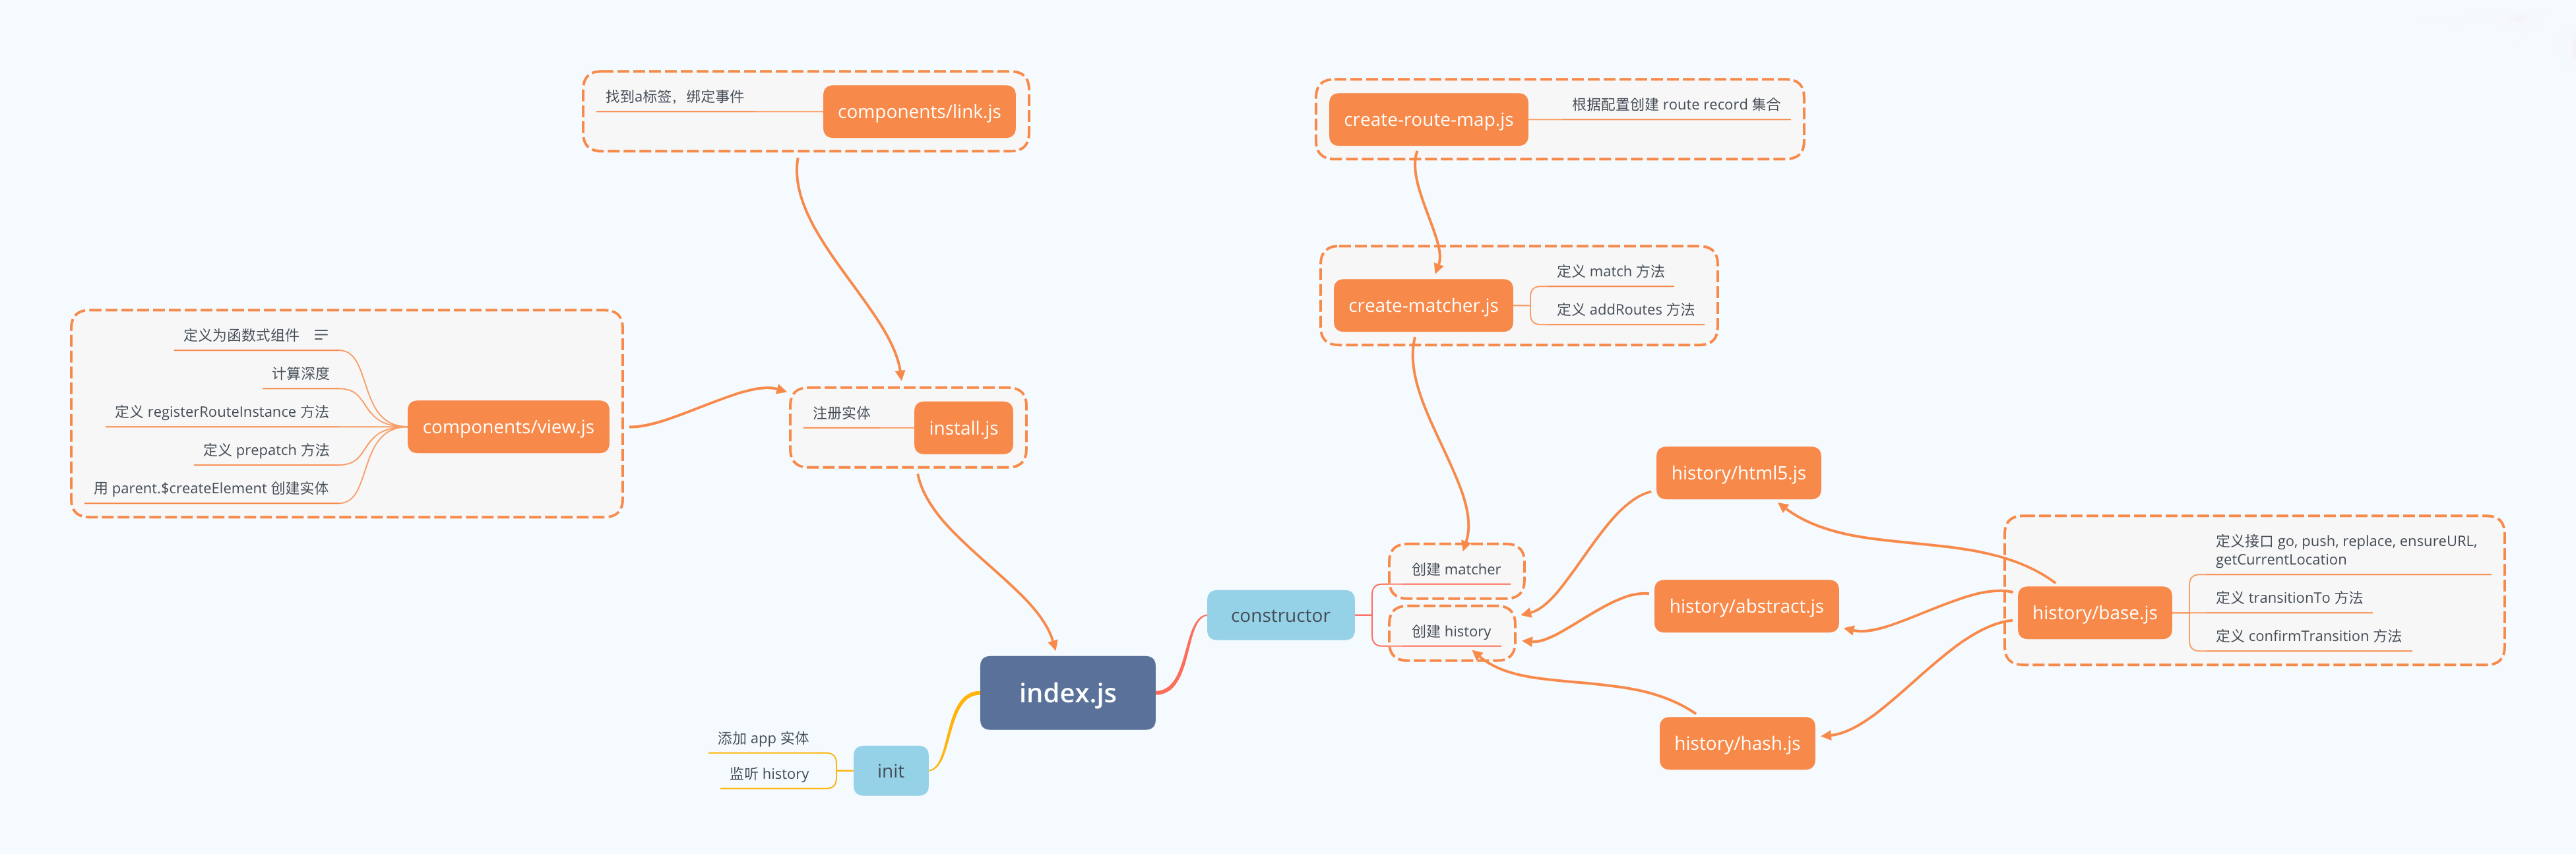 找到a标签，绑定事件
components/link.js
create-route-map.js
根据配置创建 route record 集合
create-matcher.js
定义 match 方法
定义 addRoutes 方法
定义为函数式组件
计算深度
定义 registerRouteInstance 方法
定义 prepatch 方法
用 parent.$createElement 创建实体
components/view.js
注册实体
install.js
history/html5.js
创建 matcher
创建 history
constructor
history/abstract.js
history/base.js
定义接口 go, push, replace, ensureURL,
getCurrentLocation
定义 transitionTo 方法
定义 confirmTransition 方法
index.js
history/hash.js
添加 app 实体
监听 history
init